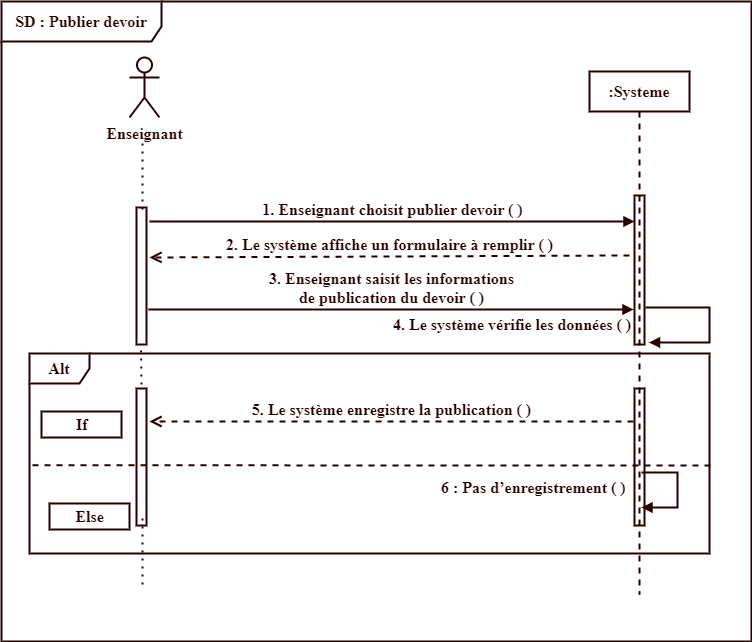 SD : Publier devoir
:Systeme
Enseignant
1. Enseignant choisit publier devoir ( )
2. Le système affiche un formulaire à remplir ( )
3. Enseignant saisit les informations
de publication du devoir ( )
4. Le système vérifie les données ( )
Alt
5. Le système enregistre la publication ( )
If
6 : Pas d’enregistrement ( )
Else